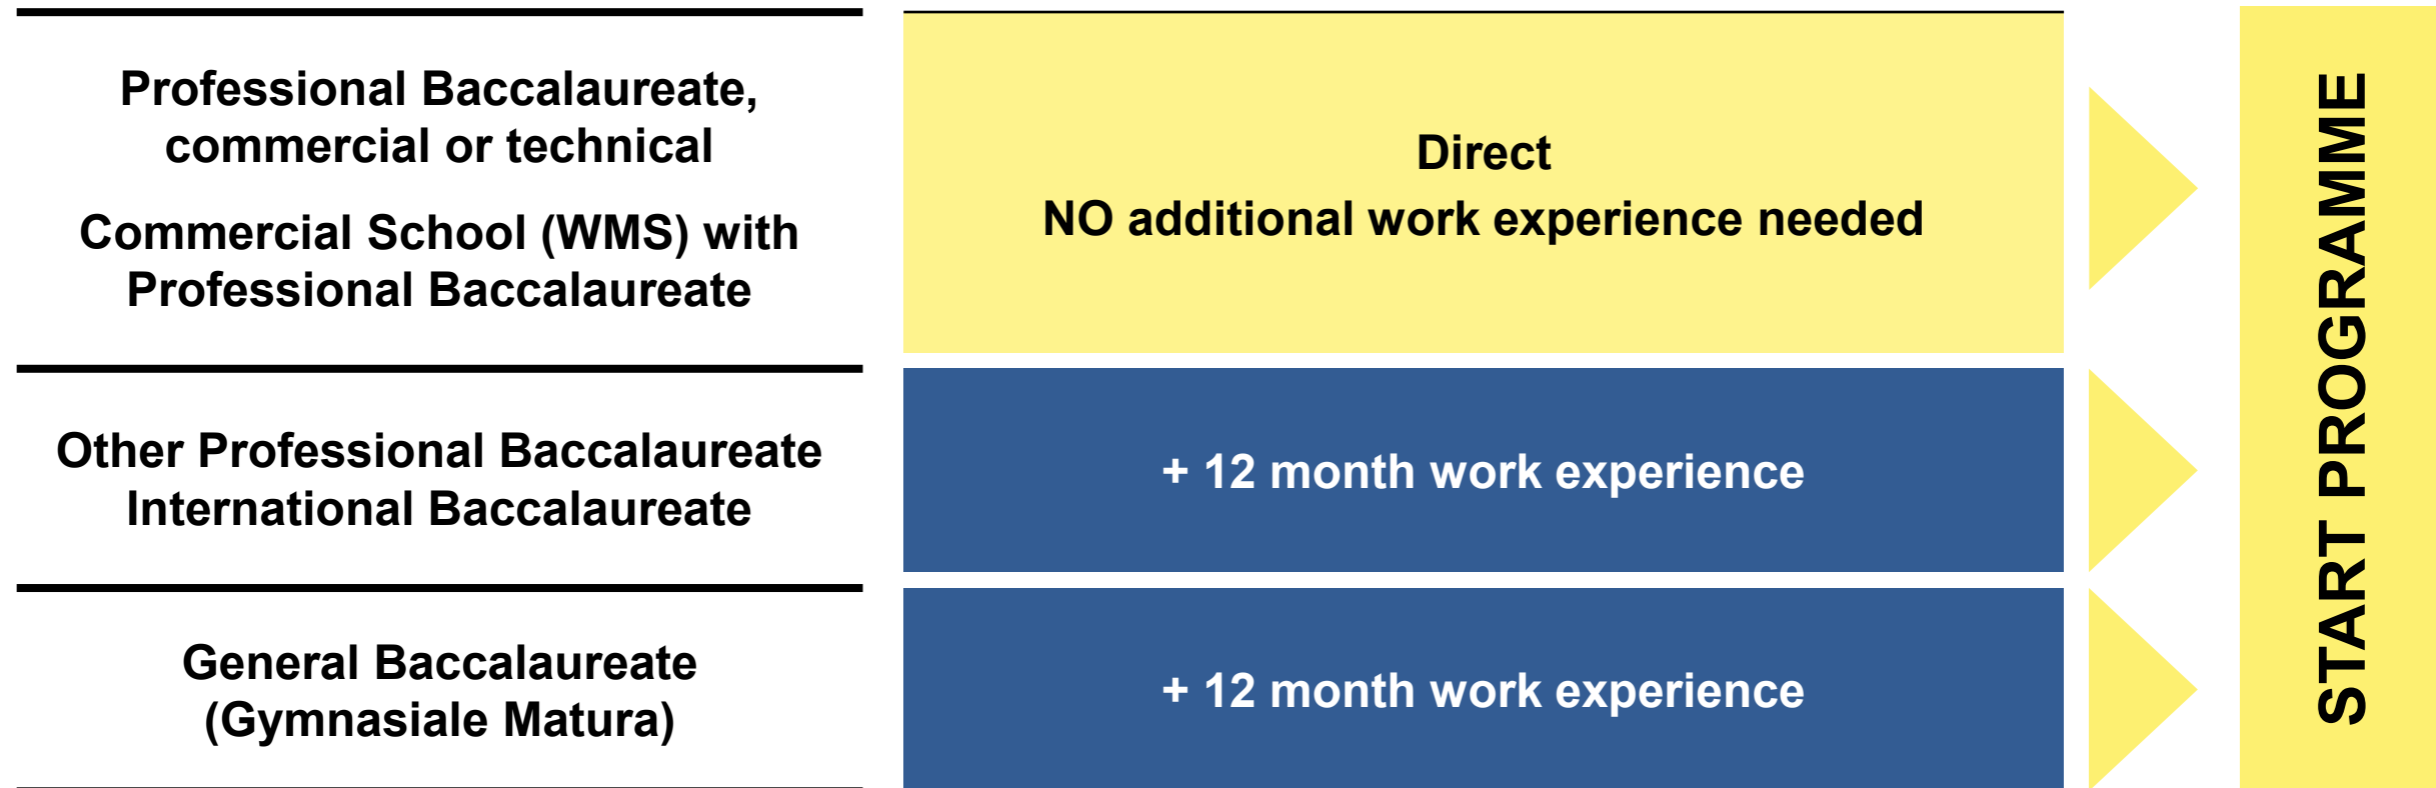 Professional Baccalaureate,
commercial or technical
Commercial School (WMS) with
Professional Baccalaureate
Direct
NO additional work experience needed
Other Professional Baccalaureate
International Baccalaureate
+ 12 month work experience
General Baccalaureate
(Gymnasiale Matura)
+ 12 month work experience
START PROGRAMME